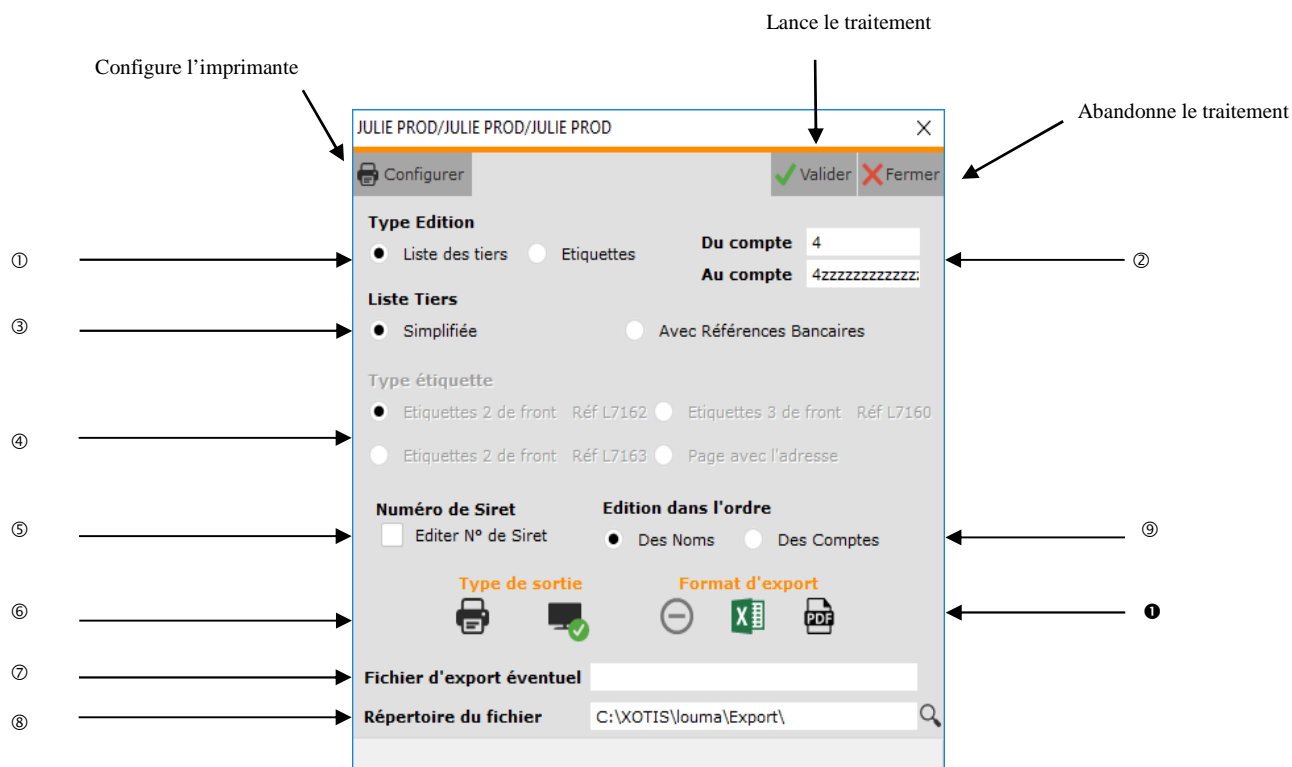 Lance le traitement
Configure l'imprimante
Abandonne le traitement
JULIE PROD/JULIE PROD/JULIE PROD
Configurer
Valider
Fermer
Type Edition
① Liste des tiers Etiquettes
Du compte 4
②
Au compte 4zzzzzzzzzzzz
Liste Tiers
③ Simplifiée Avec Références Bancaires
Type étiquette
Etiquettes 2 de front Réf L7162 Etiquettes 3 de front Réf L7160
④
Etiquettes 2 de front Réf L7163 Page avec l'adresse
Numéro de Siret Edition dans l'ordre
⑤ Editer N° de Siret Des Noms Des Comptes ⑨
Type de sortie Format d'export
⑥ X PDF ❶
⑦ Fichier d'export éventuel
⑧ Répertoire du fichier C:\XOTIS\louma\Export\